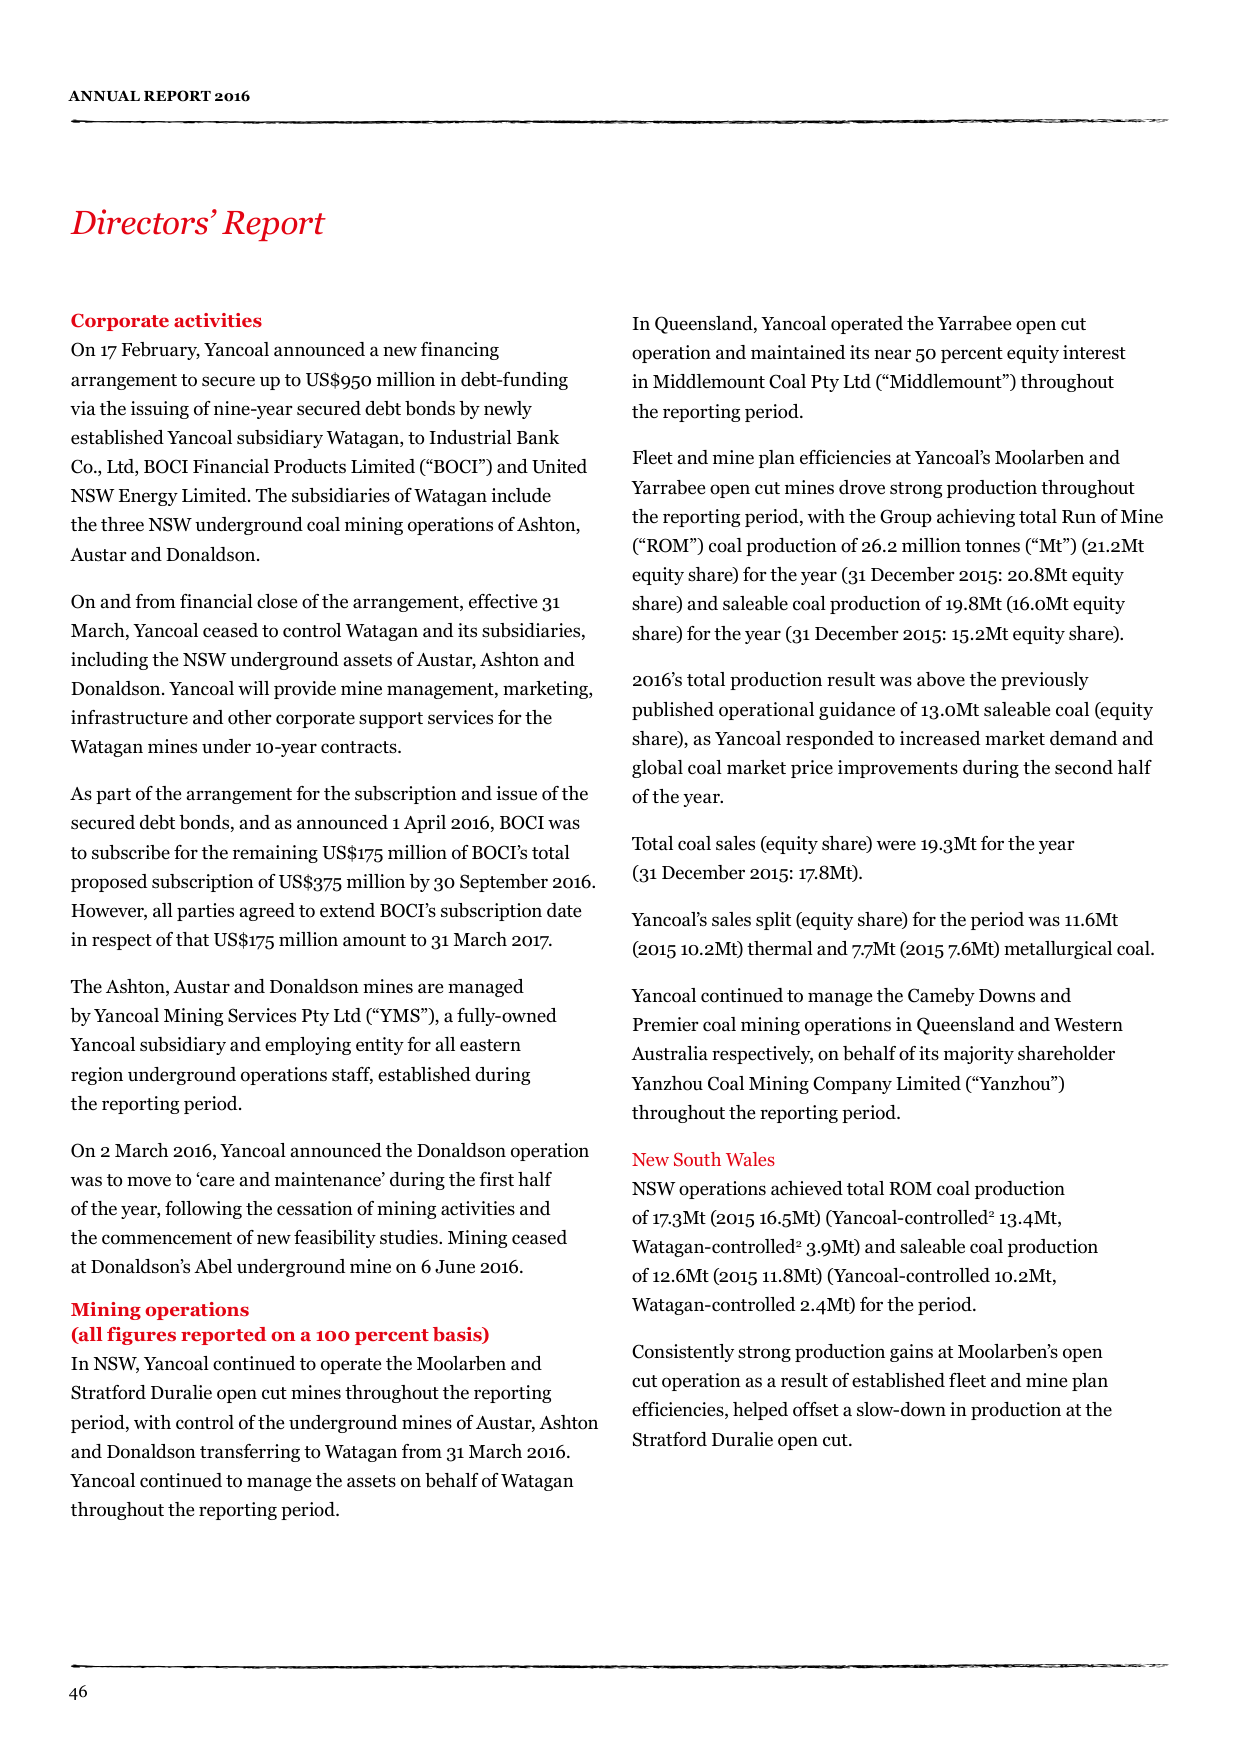 ANNUAL REPORT 2016
Directors’ Report
Corporate activities
On 17 February, Yancoal announced a new financing
arrangement to secure up to US$950 million in debt-funding
via the issuing of nine-year secured debt bonds by newly
established Yancoal subsidiary Watagan, to Industrial Bank
Co., Ltd, BOCI Financial Products Limited (“BOCI”) and United
NSW Energy Limited. The subsidiaries of Watagan include
the three NSW underground coal mining operations of Ashton,
Austar and Donaldson.
On and from financial close of the arrangement, effective 31
March, Yancoal ceased to control Watagan and its subsidiaries,
including the NSW underground assets of Austar, Ashton and
Donaldson. Yancoal will provide mine management, marketing,
infrastructure and other corporate support services for the
Watagan mines under 10-year contracts.
As part of the arrangement for the subscription and issue of the
secured debt bonds, and as announced 1 April 2016, BOCI was
to subscribe for the remaining US$175 million of BOCI’s total
proposed subscription of US$375 million by 30 September 2016.
However, all parties agreed to extend BOCI’s subscription date
in respect of that US$175 million amount to 31 March 2017.
The Ashton, Austar and Donaldson mines are managed
by Yancoal Mining Services Pty Ltd (“YMS”), a fully-owned
Yancoal subsidiary and employing entity for all eastern
region underground operations staff, established during
the reporting period.
On 2 March 2016, Yancoal announced the Donaldson operation
was to move to ‘care and maintenance’ during the first half
of the year, following the cessation of mining activities and
the commencement of new feasibility studies. Mining ceased
at Donaldson’s Abel underground mine on 6 June 2016.
Mining operations
(all figures reported on a 100 percent basis)
In NSW, Yancoal continued to operate the Moolarben and
Stratford Duralie open cut mines throughout the reporting
period, with control of the underground mines of Austar, Ashton
and Donaldson transferring to Watagan from 31 March 2016.
Yancoal continued to manage the assets on behalf of Watagan
throughout the reporting period.
In Queensland, Yancoal operated the Yarrabee open cut
operation and maintained its near 50 percent equity interest
in Middlemount Coal Pty Ltd (“Middlemount”) throughout
the reporting period.
Fleet and mine plan efficiencies at Yancoal’s Moolarben and
Yarrabee open cut mines drove strong production throughout
the reporting period, with the Group achieving total Run of Mine
(“ROM”) coal production of 26.2 million tonnes (“Mt”) (21.2Mt
equity share) for the year (31 December 2015: 20.8Mt equity
share) and saleable coal production of 19.8Mt (16.0Mt equity
share) for the year (31 December 2015: 15.2Mt equity share).
2016’s total production result was above the previously
published operational guidance of 13.0Mt saleable coal (equity
share), as Yancoal responded to increased market demand and
global coal market price improvements during the second half
of the year.
Total coal sales (equity share) were 19.3Mt for the year
(31 December 2015: 17.8Mt).
Yancoal’s sales split (equity share) for the period was 11.6Mt
(2015 10.2Mt) thermal and 7.7Mt (2015 7.6Mt) metallurgical coal.
Yancoal continued to manage the Cameby Downs and
Premier coal mining operations in Queensland and Western
Australia respectively, on behalf of its majority shareholder
Yanzhou Coal Mining Company Limited (“Yanzhou”)
throughout the reporting period.
New South Wales
NSW operations achieved total ROM coal production
of 17.3Mt (2015 16.5Mt) (Yancoal-controlled² 13.4Mt,
Watagan-controlled² 3.9Mt) and saleable coal production
of 12.6Mt (2015 11.8Mt) (Yancoal-controlled 10.2Mt,
Watagan-controlled 2.4Mt) for the period.
Consistently strong production gains at Moolarben’s open
cut operation as a result of established fleet and mine plan
efficiencies, helped offset a slow-down in production at the
Stratford Duralie open cut.
46